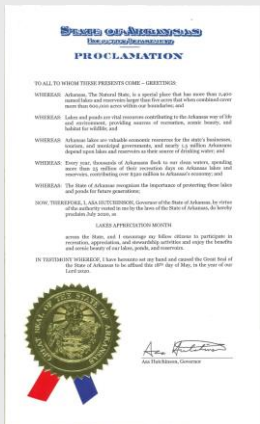 STATE OF ARKANSAS
EXECUTIVE DEPARTMENT
PROCLAMATION
TO ALL TO WHOM THESE PRESENTS COME – GREETINGS:
WHEREAS: Arkansas, The Natural State, is a special place that has more than
named lakes and reservoirs larger than five acres that when combined cover
more than 600,000 acres within our boundaries; and
WHEREAS: Lakes and ponds are vital resources contributing to the Arkansas way of life
and environment, providing sources of recreation, scenic beauty, and
habitat for wildlife; and
WHEREAS: Arkansas lakes are valuable economic resources for the state's businesses,
tourism, and municipal governments, and nearly 1.5 million Arkansans
depend upon lakes and reservoirs as their source of drinking water; and
WHEREAS: Every year, thousands of Arkansans flock to our clean waters, spending
more than 25 million of their recreation days on Arkansas lakes and
reservoirs, contributing over $500 million to Arkansas's economy; and
WHEREAS: The State of Arkansas recognizes the importance of protecting these lakes
and ponds for future generations;
NOW, THEREFORE, I, ASA HUTCHINSON, Governor of the State of Arkansas, by virtue
of the authority vested in me by the laws of the State of Arkansas, do hereby
proclaim July 2020, as
LAKES APPRECIATION MONTH
across the State, and I encourage my fellow citizens to participate in
recreation, appreciation, and stewardship activities and enjoy the benefits
and scenic beauty of our lakes, ponds, and reservoirs.
IN TESTIMONY WHEREOF, I have hereunto set my hand and caused the Great Seal of
the State of Arkansas to be affixed this 18th day of May, in the year of our
Lord 2020.
Asa Hutchinson
Asa Hutchinson, Governor